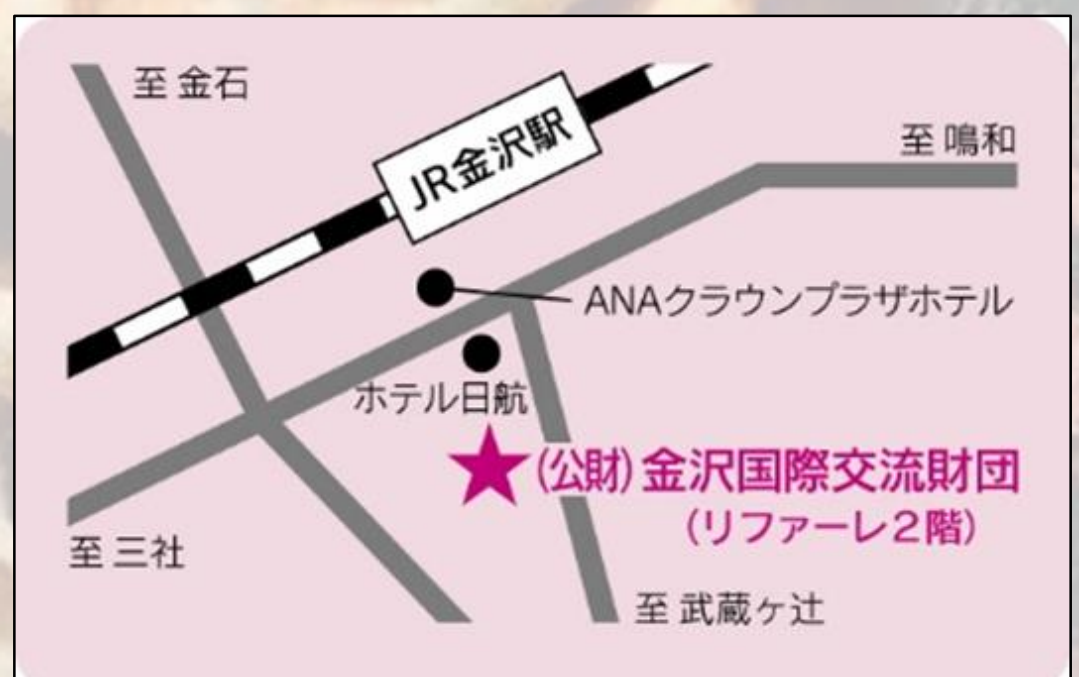 至 金石
JR金沢駅
至 鳴和
ANAクラウンプラザホテル
ホテル日航
(公財)金沢国際交流財団
(リファーレ2階)
至 三社
至 武蔵ヶ辻